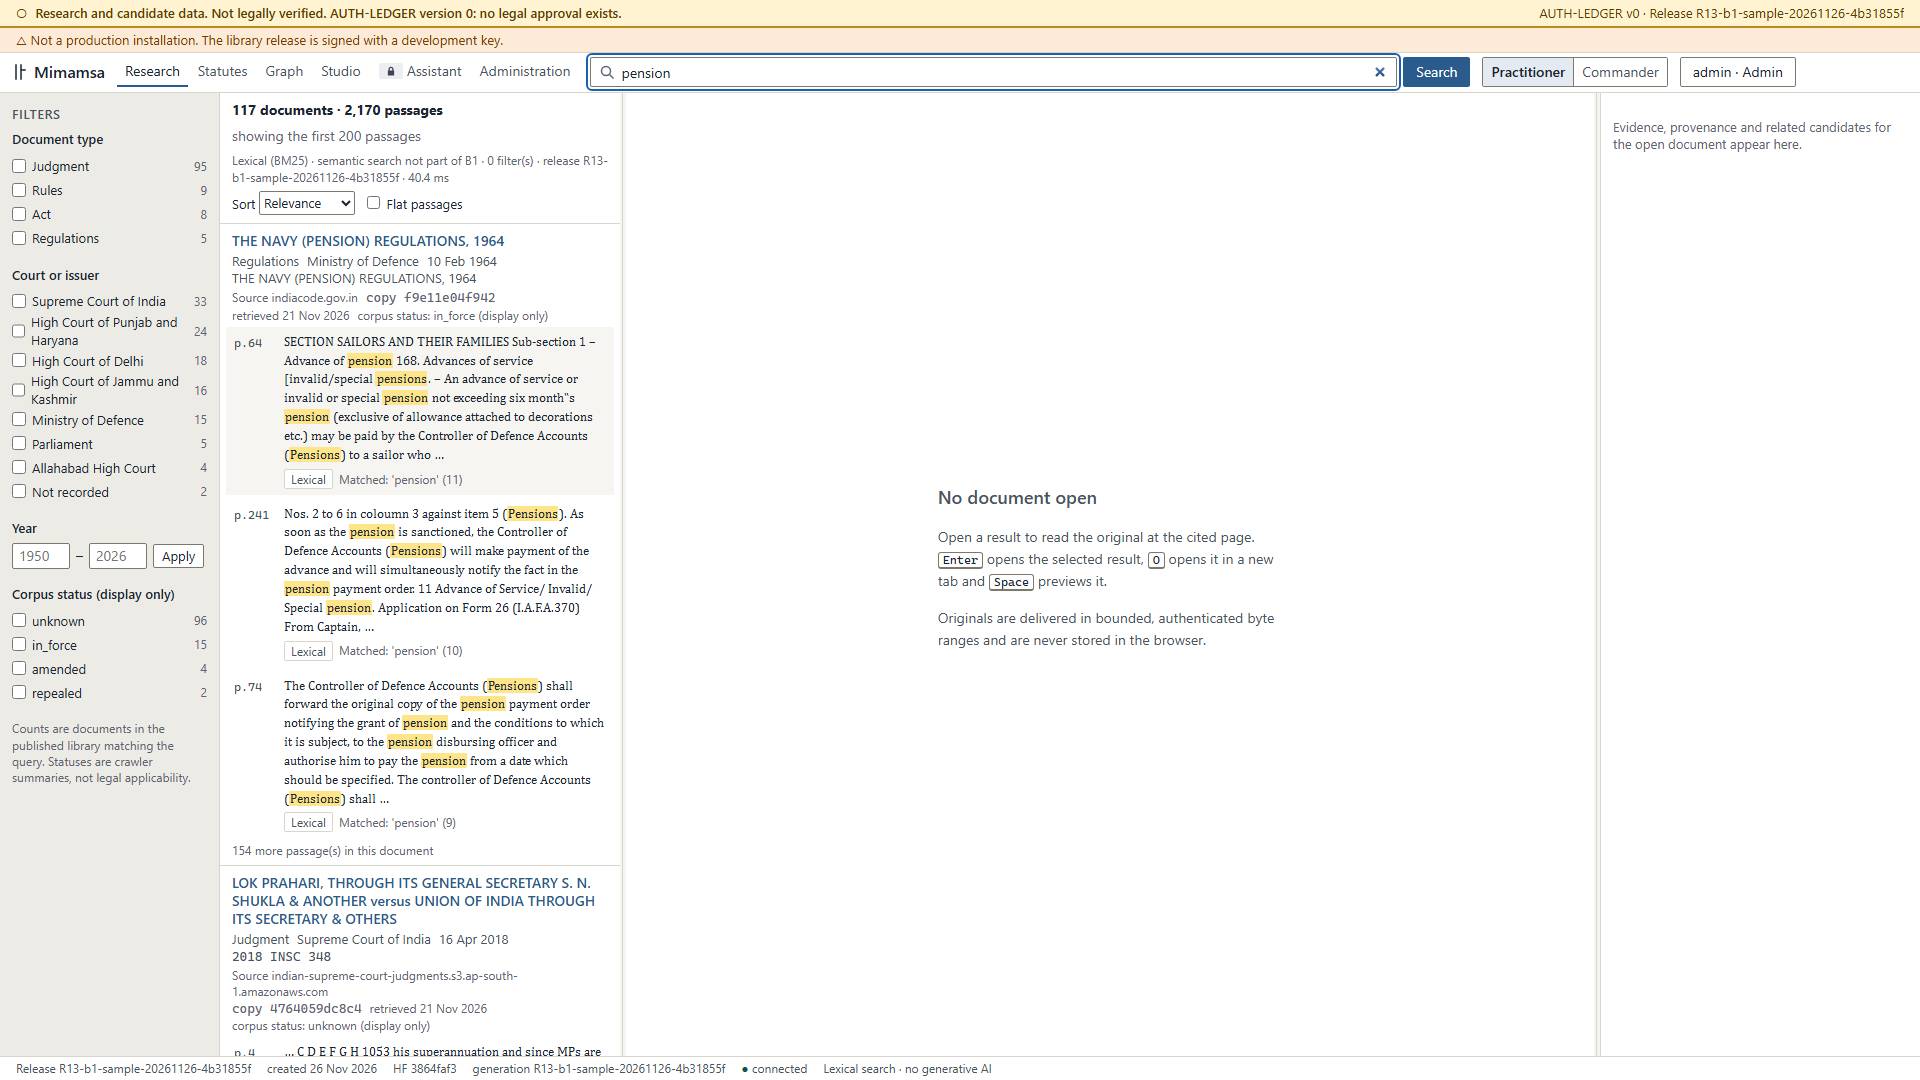 Research and candidate data. Not legally verified. AUTH-LEDGER version 0: no legal approval exists.
AUTH-LEDGER v0 · Release R13-b1-sample-20261126-4b31855f
⚠ Not a production installation. The library release is signed with a development key.
Mimamsa Research Statutes Graph Studio Assistant Administration
pension
Search
Practitioner Commander
admin · Admin
FILTERS
Document type
Judgment 95
Rules 9
Act 8
Regulations 5
Court or issuer
Supreme Court of India 33
High Court of Punjab and
Haryana 24
High Court of Delhi 18
High Court of Jammu and
Kashmir 16
Ministry of Defence 15
Parliament 5
Allahabad High Court 4
Not recorded 2
Year
1950 – 2026 Apply
Corpus status (display only)
unknown 96
in_force 15
amended 4
repealed 2
Counts are documents in the
published library matching the
query. Statuses are crawler
summaries, not legal applicability.
117 documents · 2,170 passages
showing the first 200 passages
Lexical (BM25) · semantic search not part of B1 · 0 filter(s) · release R13-
b1-sample-20261126-4b31855f · 40.4 ms
Sort Relevance Flat passages
THE NAVY (PENSION) REGULATIONS, 1964
Regulations Ministry of Defence 10 Feb 1964
THE NAVY (PENSION) REGULATIONS, 1964
Source indiacode.gov.in copy f9e11e04f942
retrieved 21 Nov 2026 corpus status: in_force (display only)
p.64 SECTION SAILORS AND THEIR FAMILIES Sub-section 1 –
Advance of pension 168. Advances of service
[invalid/special pensions. – An advance of service or
invalid or special pension not exceeding six month"s
pension (exclusive of allowance attached to decorations
etc.) may be paid by the Controller of Defence Accounts
(Pensions) to a sailor who ...
Lexical Matched: 'pension' (11)
p.241 Nos. 2 to 6 in coloumn 3 against item 5 (Pensions). As
soon as the pension is sanctioned, the Controller of
Defence Accounts (Pensions) will make payment of the
advance and will simultaneously notify the fact in the
pension payment order. 11 Advance of Service/ Invalid/
Special pension. Application on Form 26 (I.A.F.A.370)
From Captain, ...
Lexical Matched: 'pension' (10)
p.74 The Controller of Defence Accounts (Pensions) shall
forward the original copy of the pension payment order
notifying the grant of pension and the conditions to which
it is subject, to the pension disbursing officer and
authorise him to pay the pension from a date which
should be specified. The controller of Defence Accounts
(Pensions) shall ...
Lexical Matched: 'pension' (9)
154 more passage(s) in this document
LOK PRAHARI, THROUGH ITS GENERAL SECRETARY S. N.
SHUKLA & ANOTHER versus UNION OF INDIA THROUGH
ITS SECRETARY & OTHERS
Judgment Supreme Court of India 16 Apr 2018
2018 INSC 348
Source indian-supreme-court-judgments.s3.ap-south-
1.amazonaws.com
copy 4764059dc8c4 retrieved 21 Nov 2026
corpus status: unknown (display only)
p.4 ... C D E F G H 1053 his superannuation and since MPs are
No document open
Open a result to read the original at the cited page.
Enter opens the selected result, O opens it in a new
tab and Space previews it.
Originals are delivered in bounded, authenticated byte
ranges and are never stored in the browser.
Evidence, provenance and related candidates for
the open document appear here.
Release R13-b1-sample-20261126-4b31855f created 26 Nov 2026 HF 3864faf3 generation R13-b1-sample-20261126-4b31855f ● connected Lexical search · no generative AI